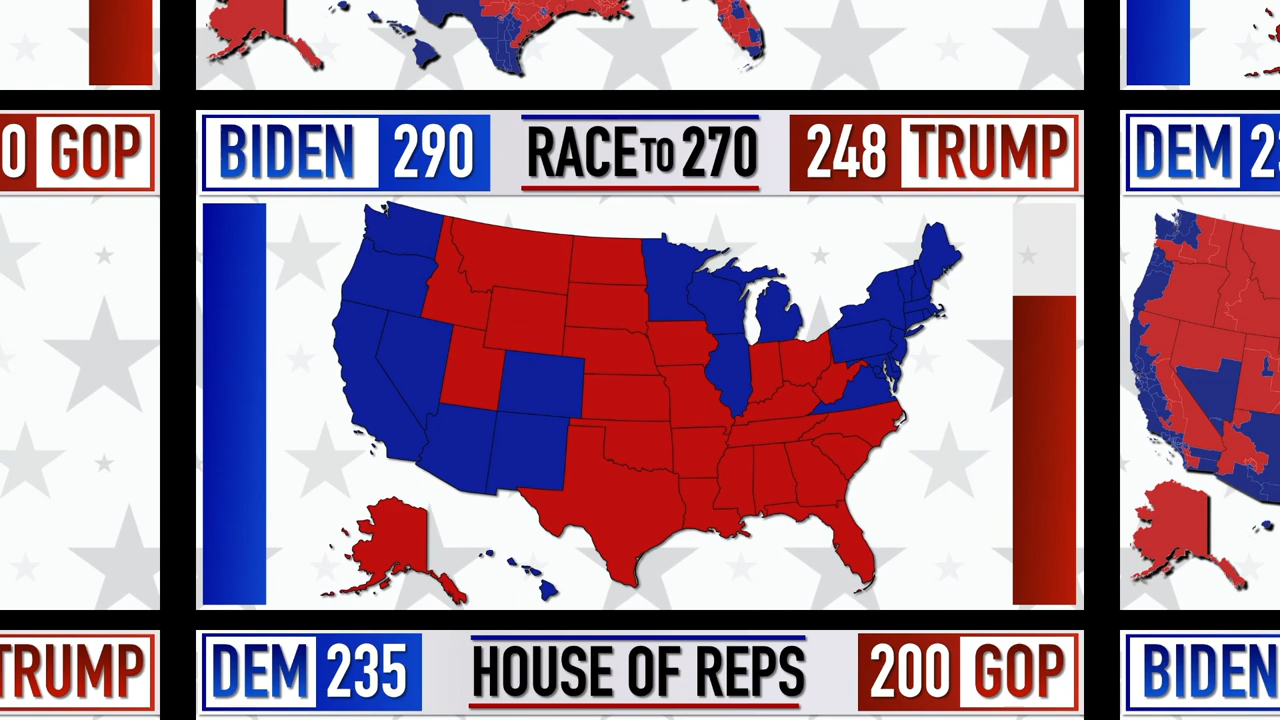 0 GOP
BIDEN 290 RACE TO 270 248 TRUMP
DEM 2
TRUMP
DEM 235 HOUSE OF REPS 200 GOP
BIDEN